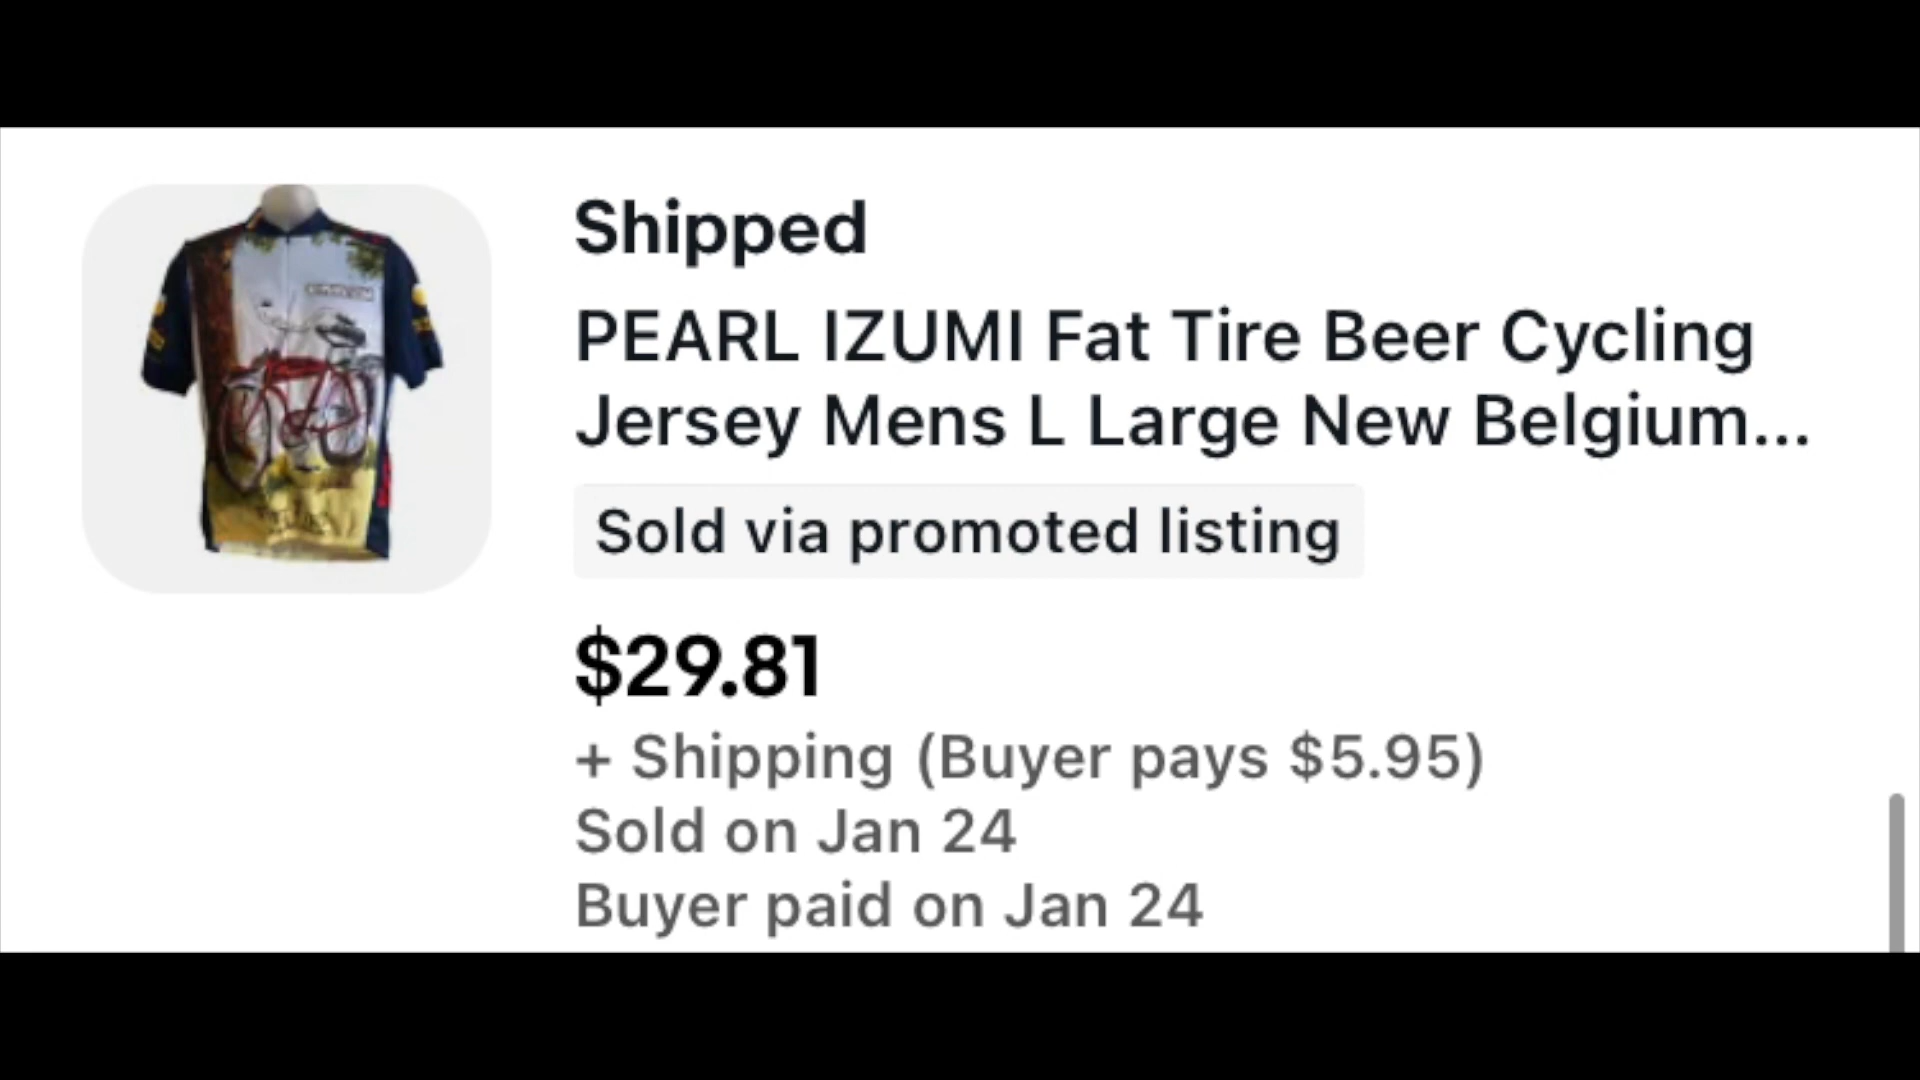 Shipped
PEARL IZUMI Fat Tire Beer Cycling
Jersey Mens L Large New Belgium...
Sold via promoted listing
$29.81
+ Shipping (Buyer pays $5.95)
Sold on Jan 24
Buyer paid on Jan 24